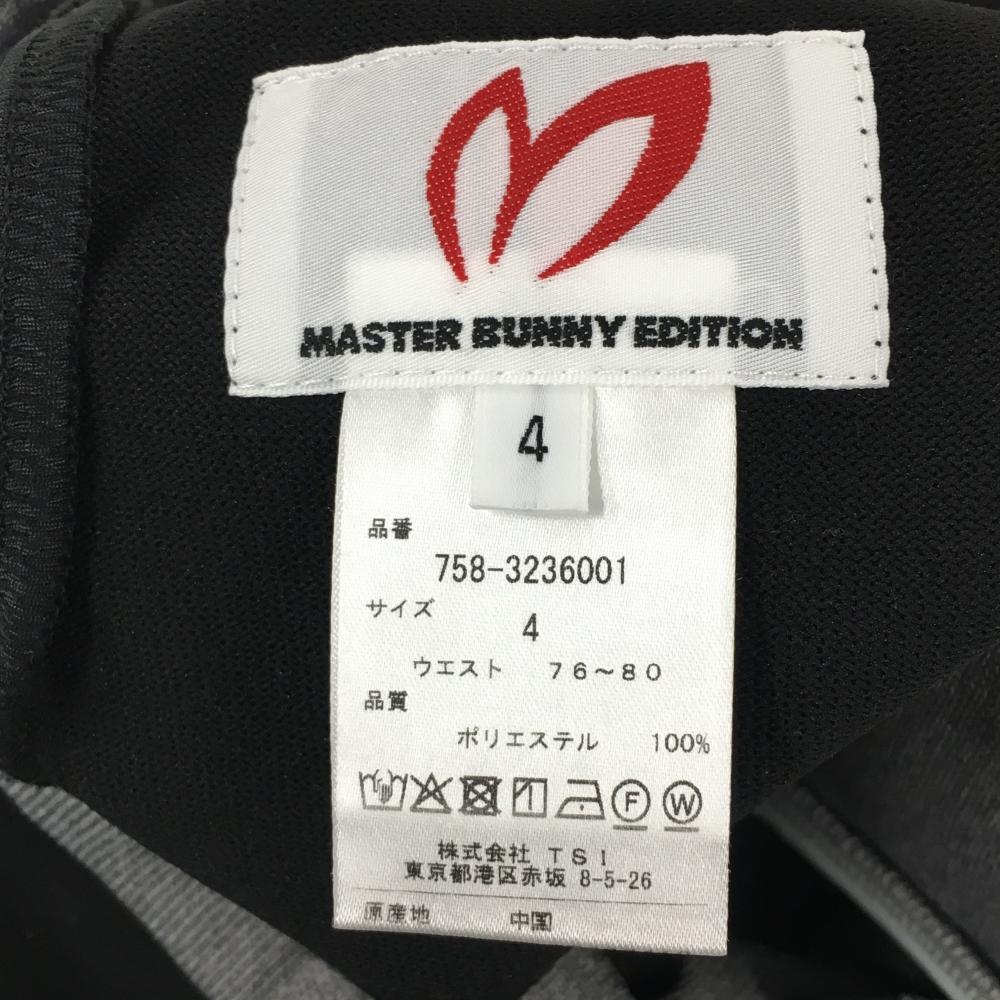 MASTER BUNNY EDITION
4
品番
758-3236001
サイズ
4
ウエスト 76~80
品質
ポリエステル 100%
F W
株式会社 TSI
東京都港区赤坂 8-5-26
原産地 中国